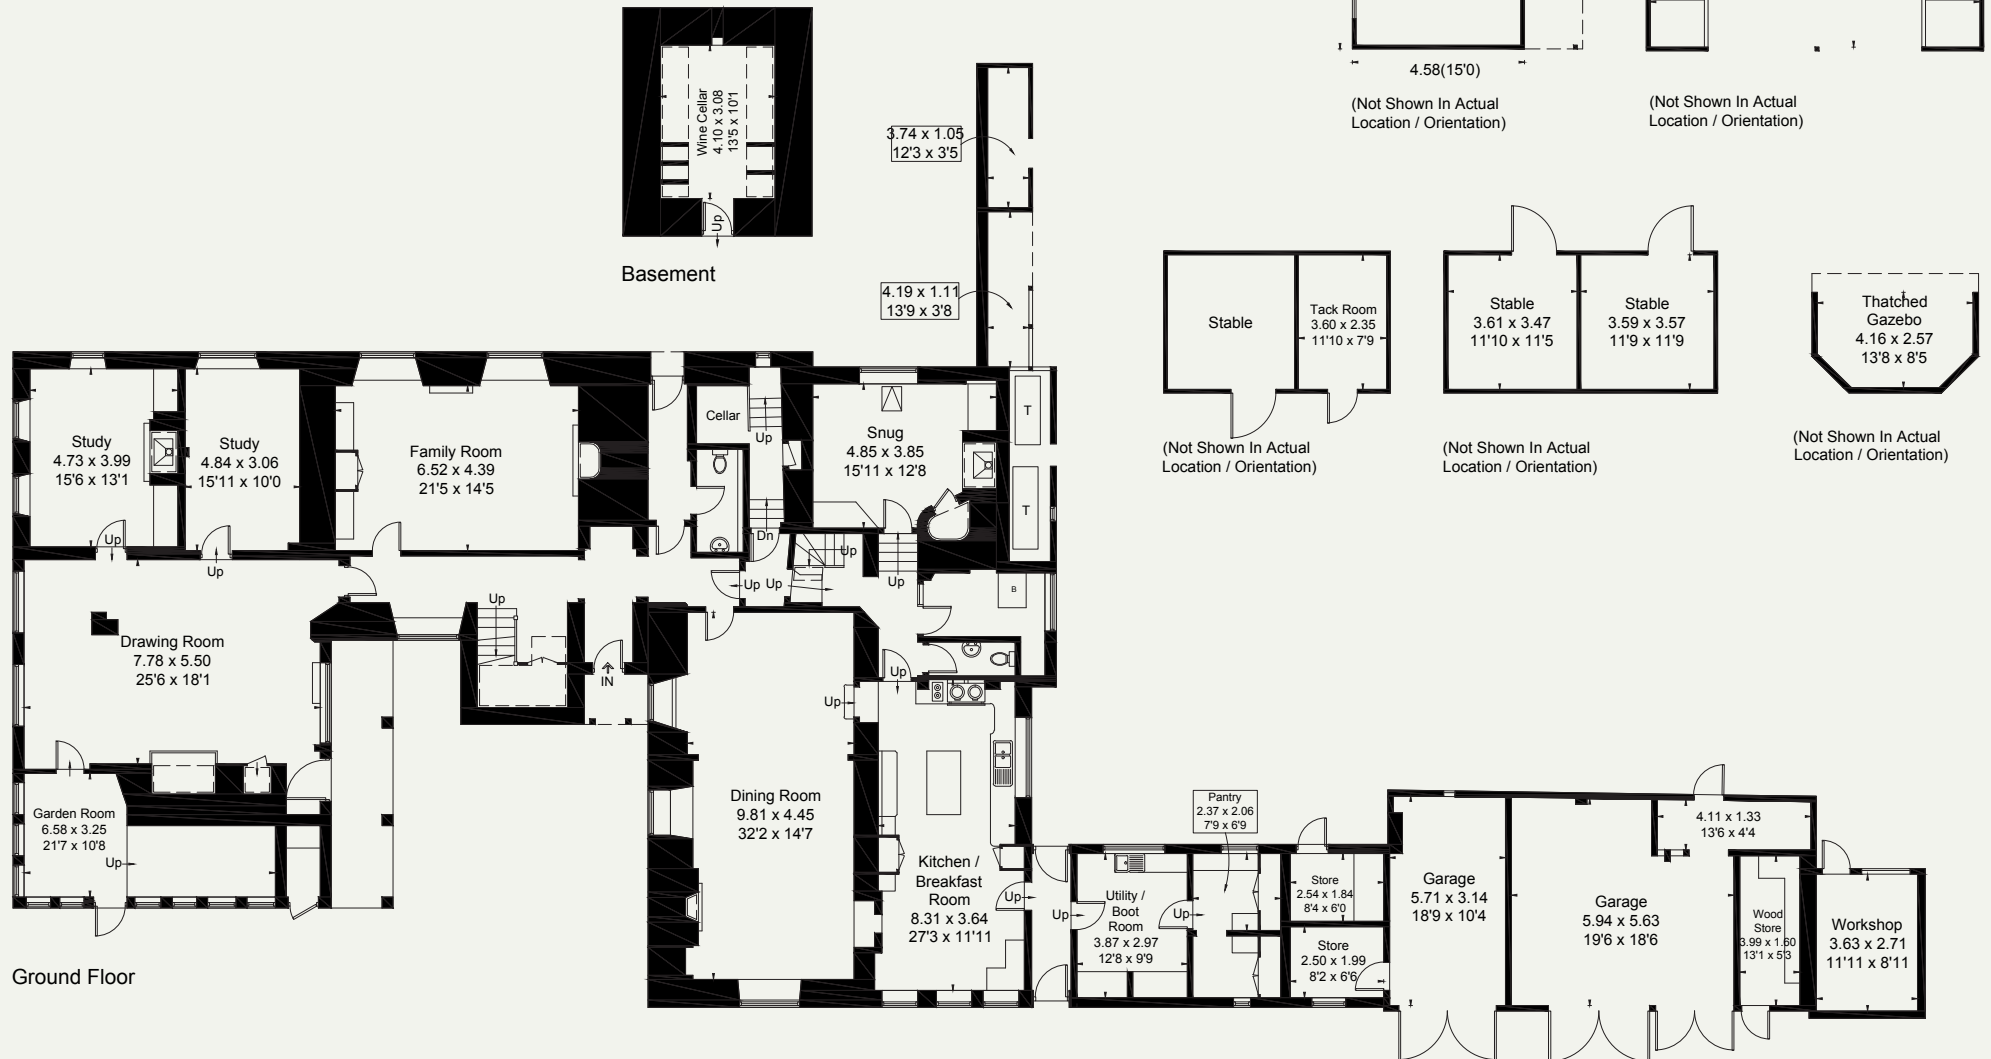 4.58(15'0)
(Not Shown In Actual
Location / Orientation)
(Not Shown In Actual
Location / Orientation)
Wine Cellar
4.10 x 3.08
13'5 x 10'1
Up
Basement
3.74 x 1.05
12'3 x 3'5
4.19 x 1.11
13'9 x 3'8
Stable
Tack Room
3.60 x 2.35
11'10 x 7'9
(Not Shown In Actual
Location / Orientation)
Stable
3.61 x 3.47
11'10 x 11'5
Stable
3.59 x 3.57
11'9 x 11'9
(Not Shown In Actual
Location / Orientation)
Thatched
Gazebo
4.16 x 2.57
13'8 x 8'5
(Not Shown In Actual
Location / Orientation)
Study
4.73 x 3.99
15'6 x 13'1
Up
Study
4.84 x 3.06
15'11 x 10'0
Up
Family Room
6.52 x 4.39
21'5 x 14'5
Cellar
Up
Dn
Snug
4.85 x 3.85
15'11 x 12'8
T
T
Up
Up
Up
Up
Up
B
Up
IN
Drawing Room
7.78 x 5.50
25'6 x 18'1
Garden Room
6.58 x 3.25
21'7 x 10'8
Up
Up
Up
Dining Room
9.81 x 4.45
32'2 x 14'7
Kitchen /
Breakfast
Room
8.31 x 3.64
27'3 x 11'11
Up
Up
Utility /
Boot
Room
3.87 x 2.97
12'8 x 9'9
Up
Pantry
2.37 x 2.06
7'9 x 6'9
Store
2.54 x 1.84
8'4 x 6'0
Store
2.50 x 1.99
8'2 x 6'6
Garage
5.71 x 3.14
18'9 x 10'4
Garage
5.94 x 5.63
19'6 x 18'6
4.11 x 1.33
13'6 x 4'4
Wood
Store
3.99 x 1.60
13'1 x 5'3
Workshop
3.63 x 2.71
11'11 x 8'11
Ground Floor